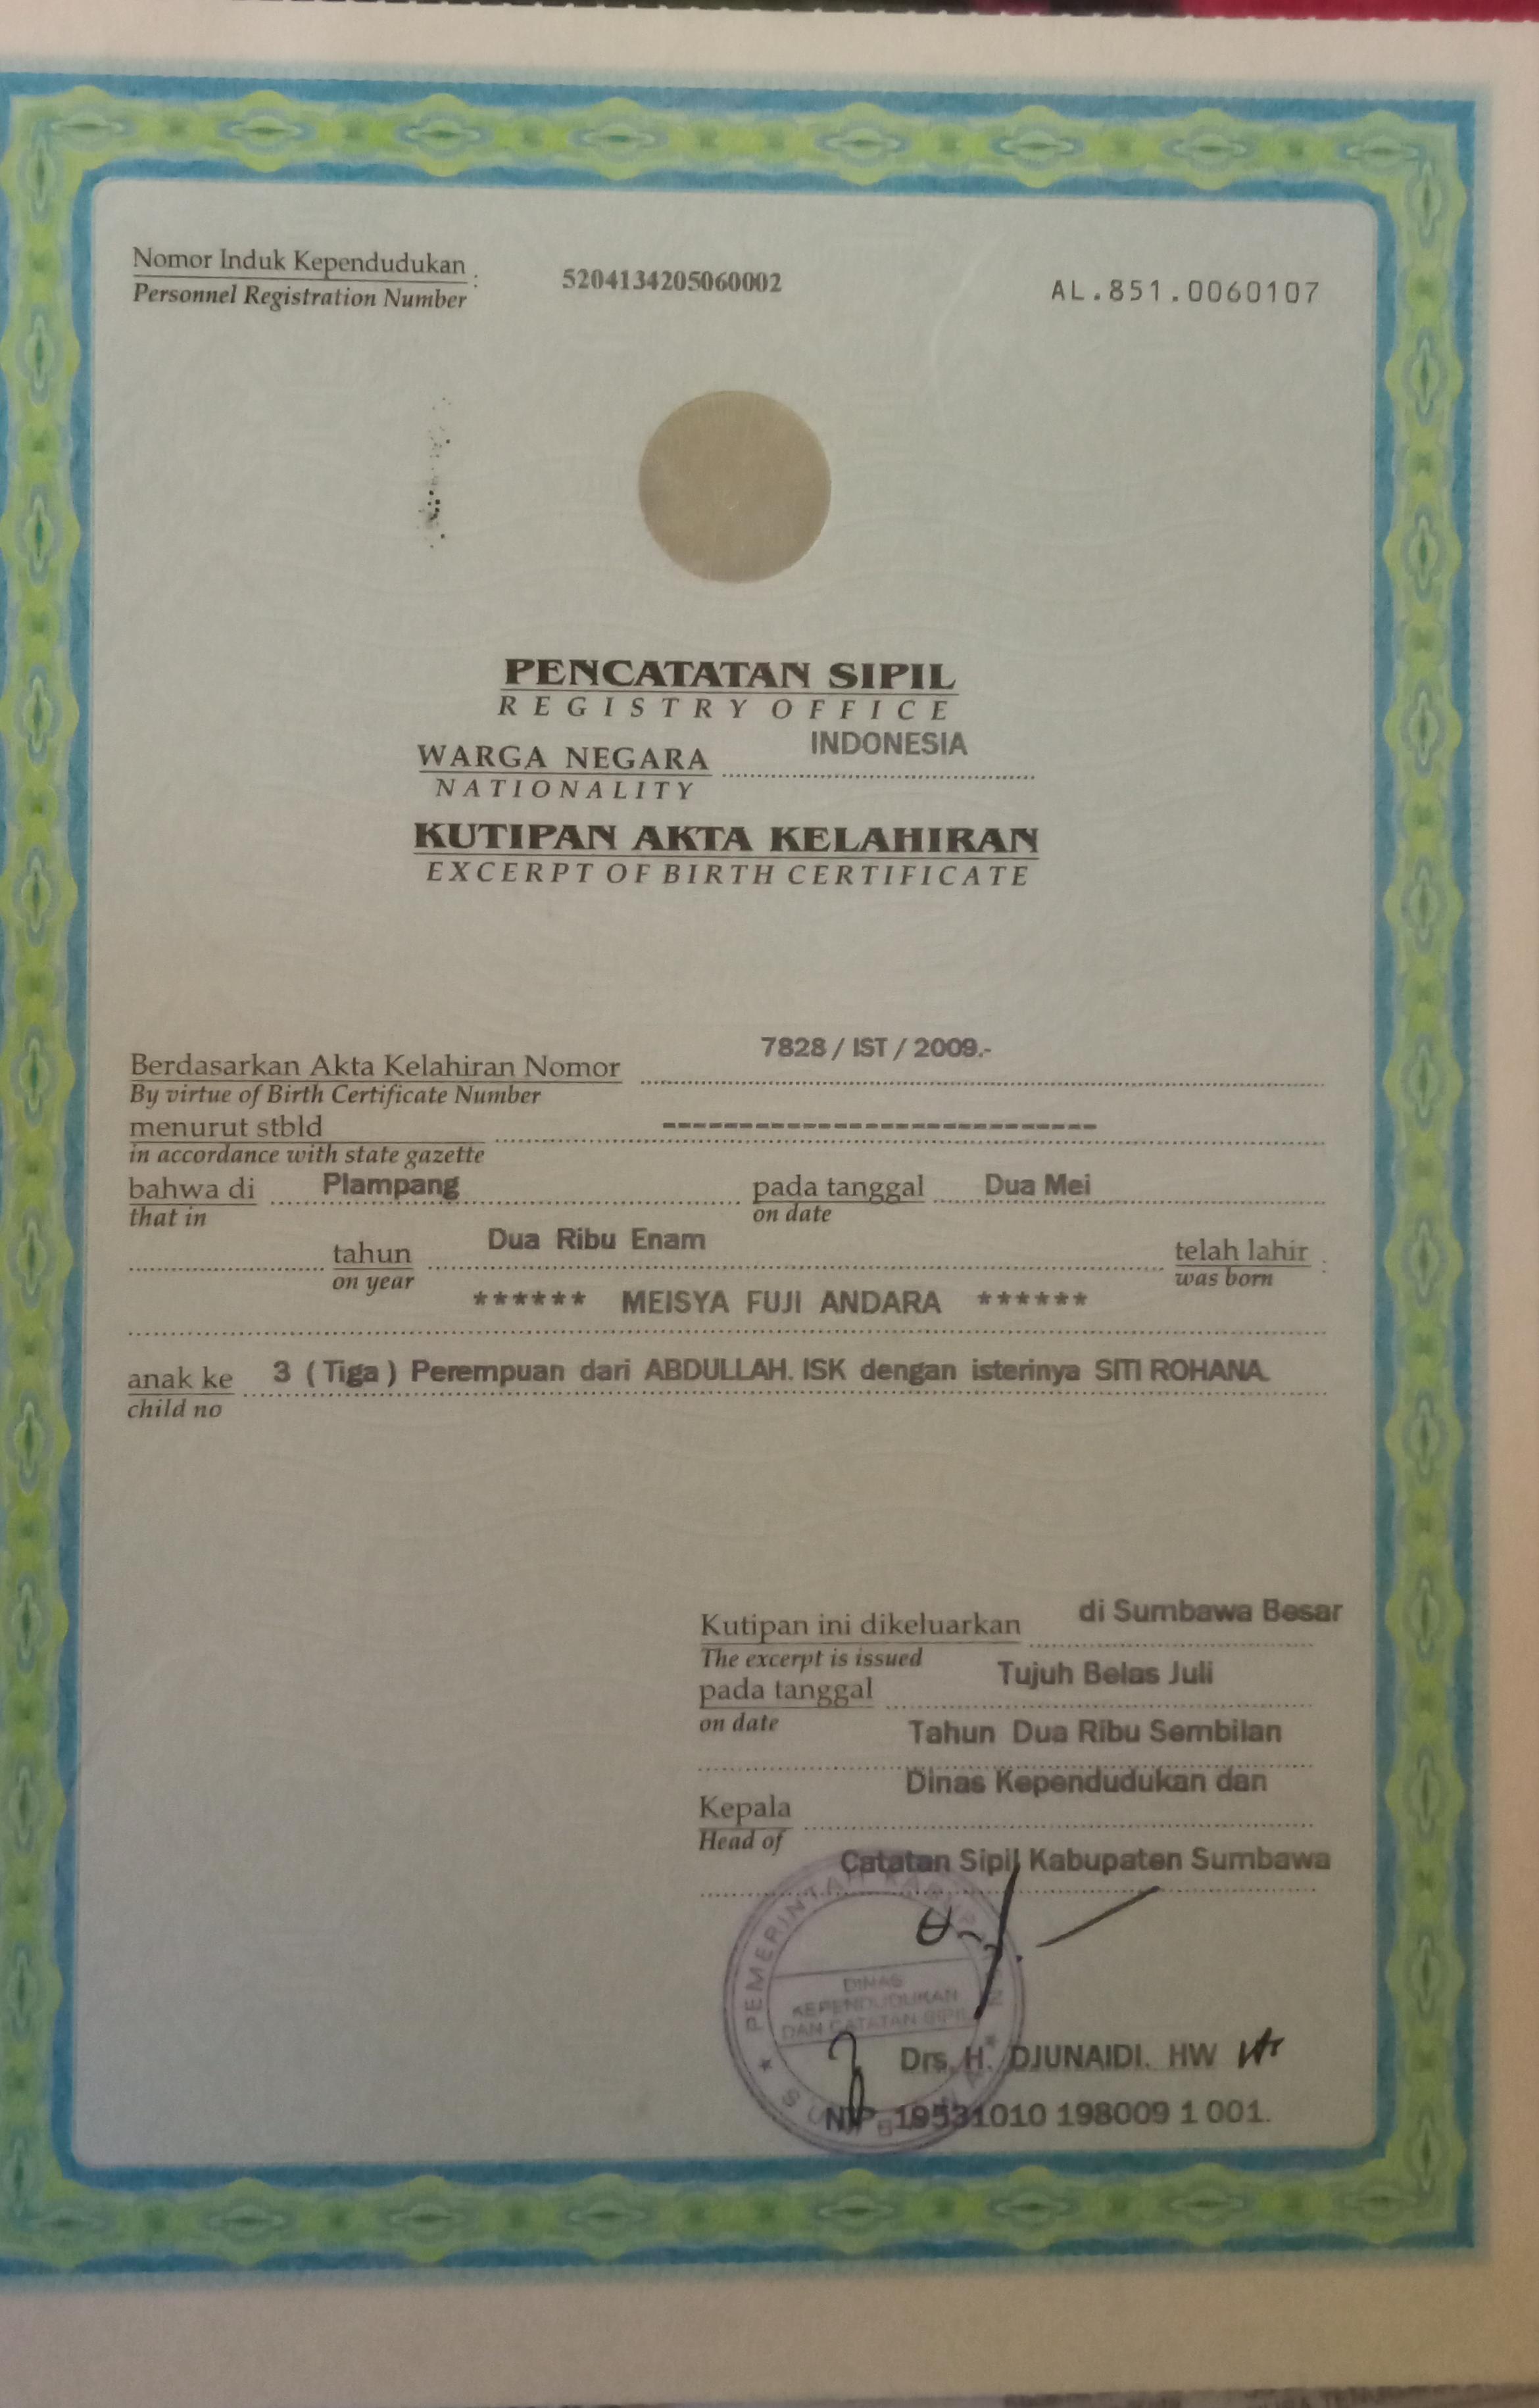 Nomor Induk Kependudukan : 5204134205060002 AL.851.0060107
Personnel Registration Number
PENCATATAN SIPIL
REGISTRY OFFICE
WARGA NEGARA INDONESIA
NATIONALITY
KUTIPAN AKTA KELAHIRAN
EXCERPT OF BIRTH CERTIFICATE
Berdasarkan Akta Kelahiran Nomor 7828 / IST / 2009.-
By virtue of Birth Certificate Number
menurut stbld ----------------------------
in accordance with state gazette
bahwa di Plampang pada tanggal Dua Mei
that in on date
tahun Dua Ribu Enam telah lahir :
on year was born
****** MEISYA FUJI ANDARA ******
anak ke 3 ( Tiga ) Perempuan dari ABDULLAH. ISK dengan isterinya SITI ROHANA.
child no
Kutipan ini dikeluarkan di Sumbawa Besar
The excerpt is issued
pada tanggal Tujuh Belas Juli
on date
Tahun Dua Ribu Sembilan
Kepala Dinas Kependudukan dan
Head of
Catatan Sipil Kabupaten Sumbawa
PEMERINTAH
DINAS
KEPENDUDUKAN
DAN CATATAN SIPIL
Drs. H. DJUNAIDI. HW
NIP. 19531010 198009 1 001.